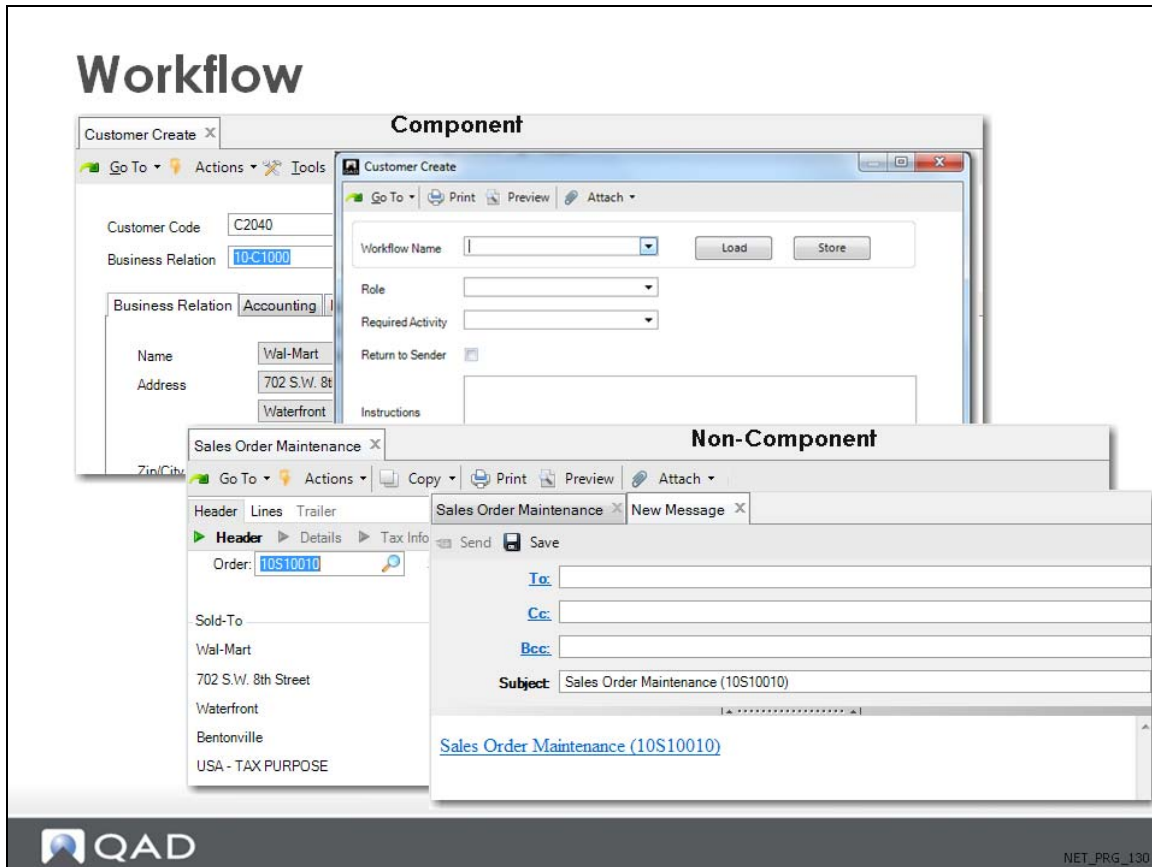 Workflow
Component
Customer Create
Go To Actions Tools
Customer Code C2040
Business Relation 10-C1000
Business Relation Accounting
Name Wal-Mart
Address 702 S.W. 8t
Waterfront
Zip/City
Customer Create
Go To Print Preview Attach
Workflow Name Load Store
Role
Required Activity
Return to Sender
Instructions
Non-Component
Sales Order Maintenance
Go To Actions Copy Print Preview Attach
Header Lines Trailer
Header Details Tax Info
Order: 10S10010
Sold-To
Wal-Mart
702 S.W. 8th Street
Waterfront
Bentonville
USA - TAX PURPOSE
Sales Order Maintenance New Message
Send Save
To:
Cc:
Bcc:
Subject: Sales Order Maintenance (10S10010)
Sales Order Maintenance (10S10010)
QAD
NET_PRG_130